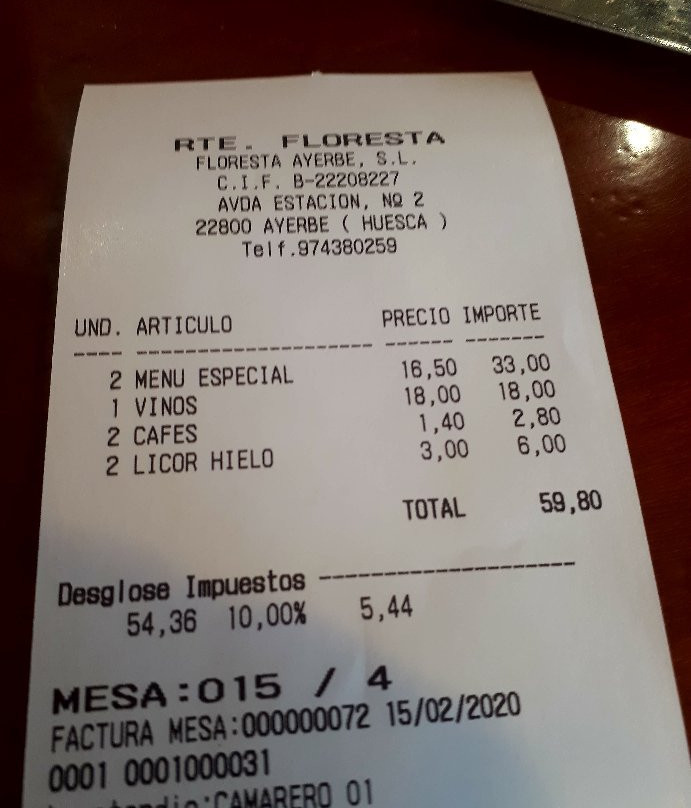 RTE. FLORESTA
FLORESTA AYERBE, S.L.
C.I.F. B-22208227
AVDA ESTACION, Nº 2
22800 AYERBE ( HUESCA )
Telf.974380259
UND. ARTICULO PRECIO IMPORTE
---- -------------------- ------ -------
2 MENU ESPECIAL 16,50 33,00
1 VINOS 18,00 18,00
2 CAFES 1,40 2,80
2 LICOR HIELO 3,00 6,00
TOTAL 59,80
Desglose Impuestos --------------------
54,36 10,00% 5,44
MESA:015 / 4
FACTURA MESA:000000072 15/02/2020
0001 0001000031
CAMARERO 01